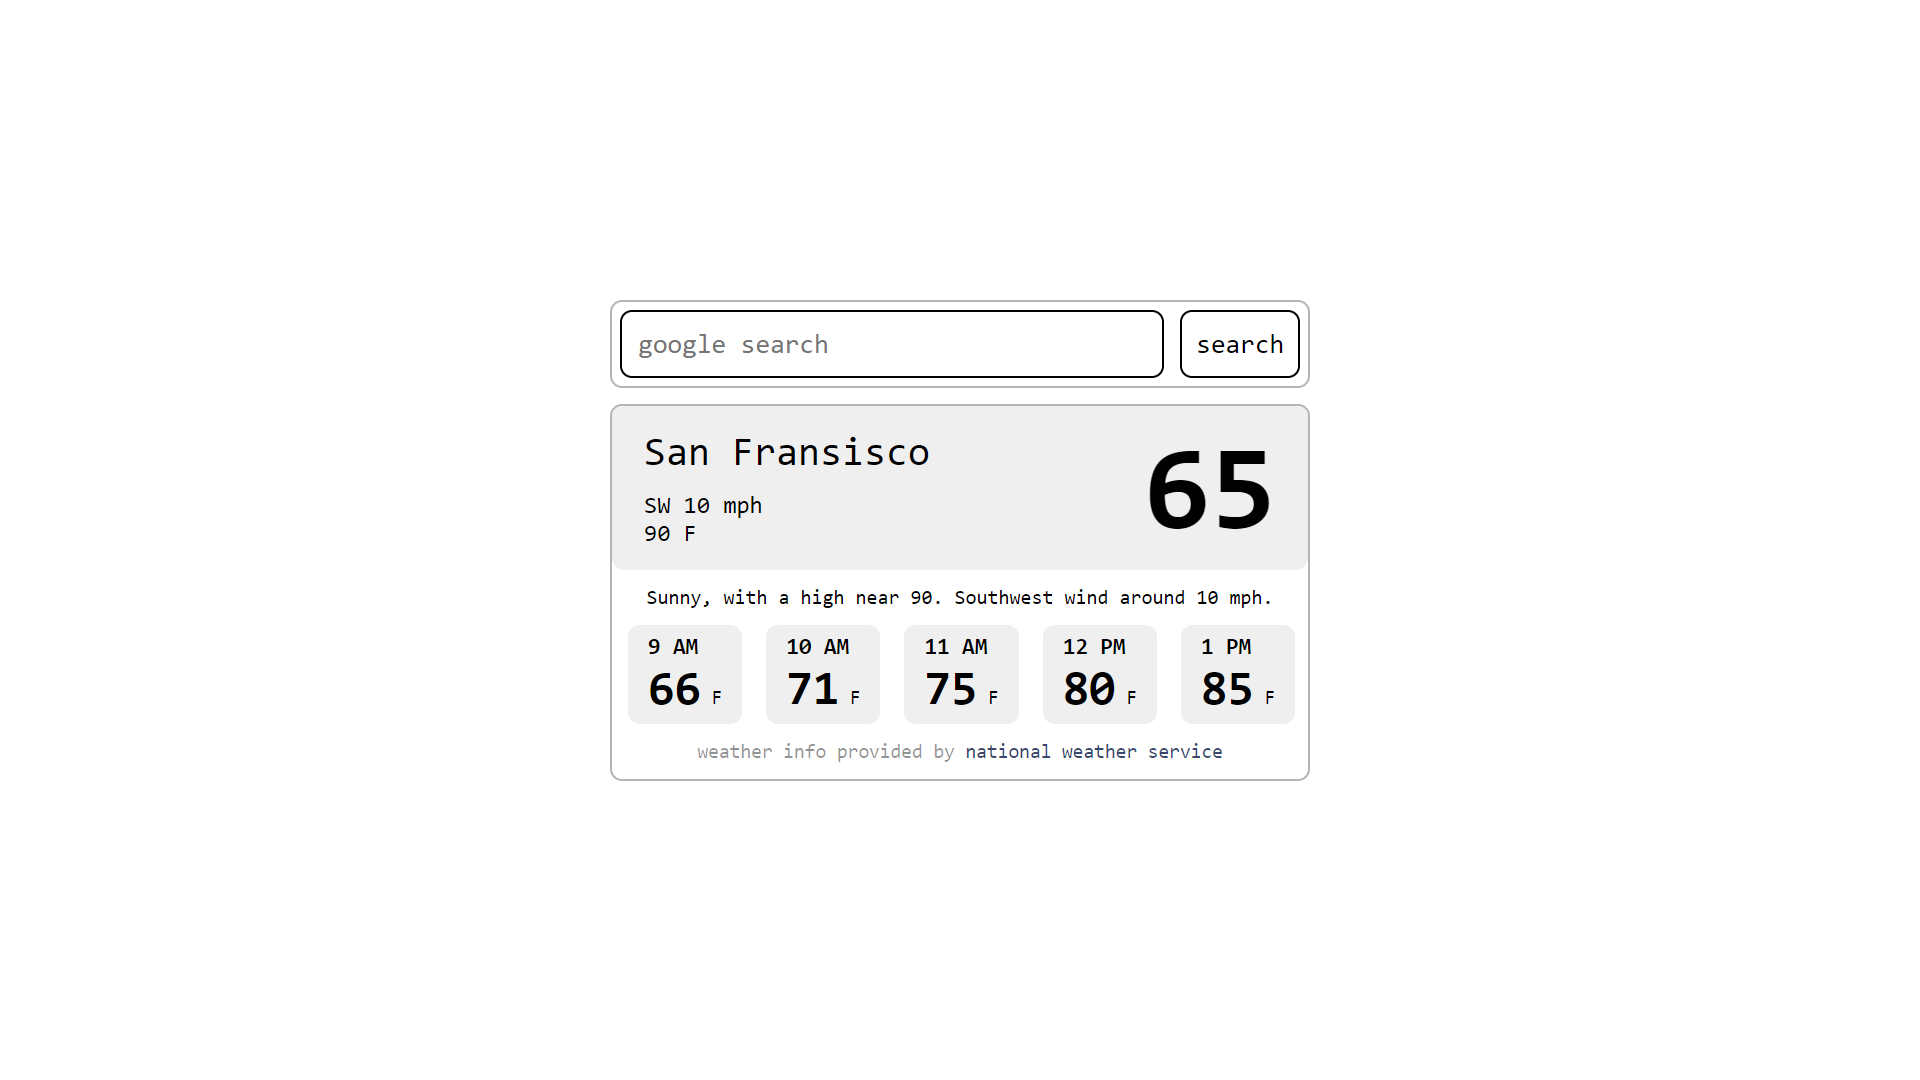 google search
search
San Fransisco
65
SW 10 mph
90 F
Sunny, with a high near 90. Southwest wind around 10 mph.
9 AM
66 F
10 AM
71 F
11 AM
75 F
12 PM
80 F
1 PM
85 F
weather info provided by national weather service